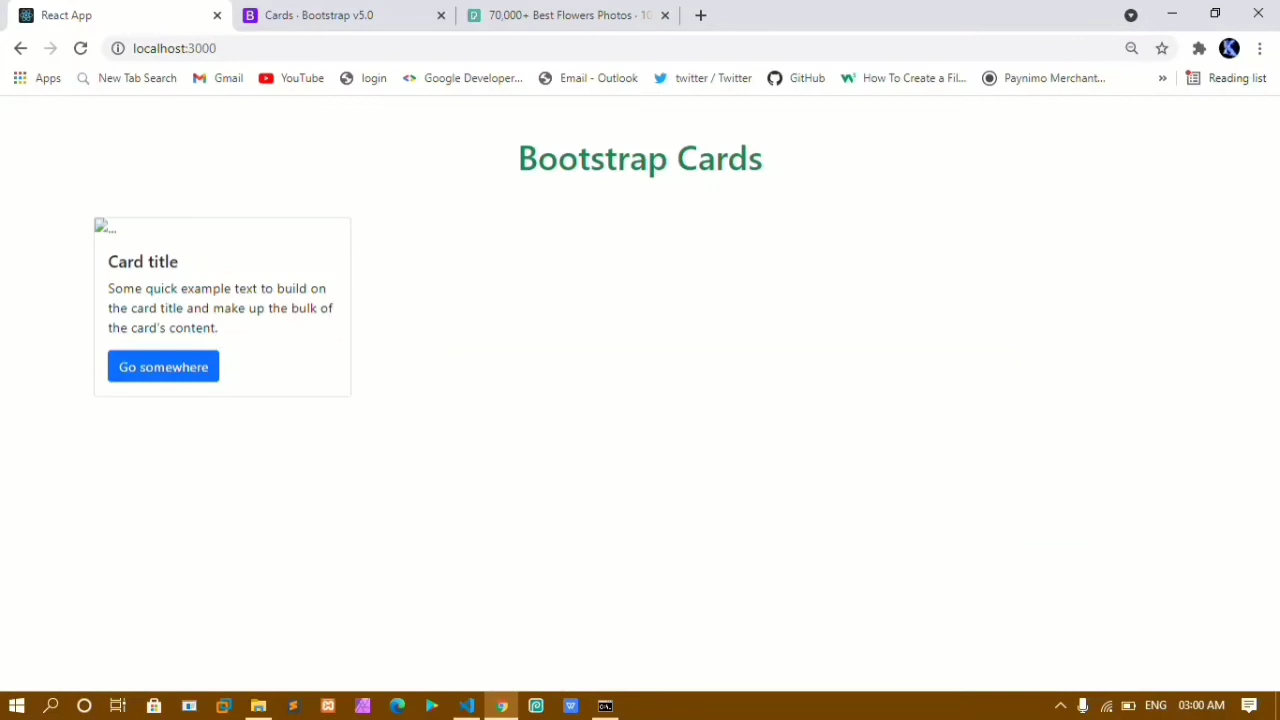 React App
Cards · Bootstrap v5.0
70,000+ Best Flowers Photos · 10
localhost:3000
Apps
New Tab Search
Gmail
YouTube
login
Google Developer...
Email - Outlook
twitter / Twitter
GitHub
How To Create a Fil...
Paynimo Merchant...
»
Reading list
Bootstrap Cards
...
Card title
Some quick example text to build on
the card title and make up the bulk of
the card's content.
Go somewhere
ENG
03:00 AM